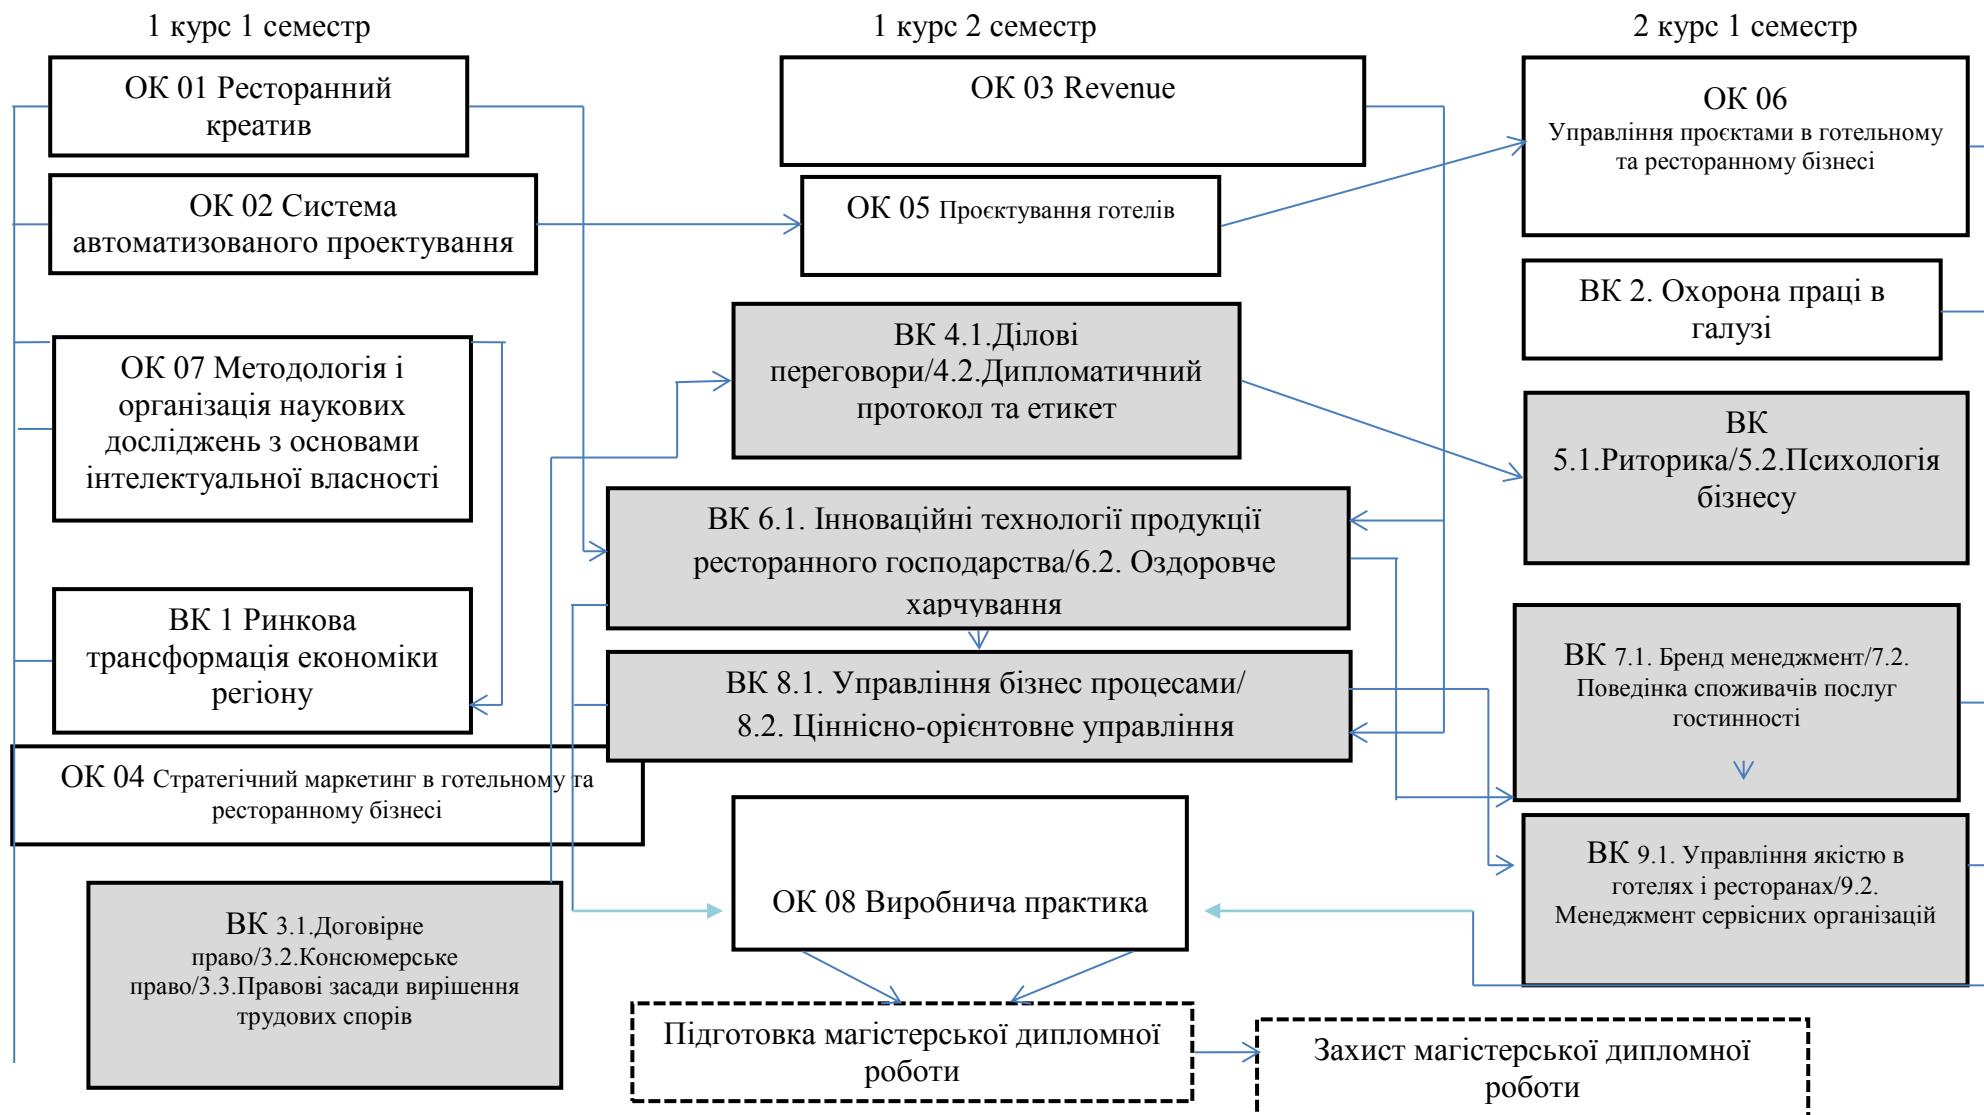 1 курс 1 семестр
1 курс 2 семестр
2 курс 1 семестр
ОК 01 Ресторанний
креатив
ОК 03 Revenue
ОК 06
Управління проєктами в готельному
та ресторанному бізнесі
ОК 02 Система
автоматизованого проектування
ОК 05 Проєктування готелів
ВК 2. Охорона праці в
галузі
ОК 07 Методологія і
організація наукових
досліджень з основами
інтелектуальної власності
ВК 4.1.Ділові
переговори/4.2.Дипломатичний
протокол та етикет
ВК
5.1.Риторика/5.2.Психологія
бізнесу
ВК 6.1. Інноваційні технології продукції
ресторанного господарства/6.2. Оздоровче
харчування
ВК 1 Ринкова
трансформація економіки
регіону
ВК 8.1. Управління бізнес процесами/
8.2. Ціннісно-орієнтовне управління
ВК 7.1. Бренд менеджмент/7.2.
Поведінка споживачів послуг
гостинності
ОК 04 Стратегічний маркетинг в готельному та
ресторанному бізнесі
ОК 08 Виробнича практика
ВК 9.1. Управління якістю в
готелях і ресторанах/9.2.
Менеджмент сервісних організацій
ВК 3.1.Договірне
право/3.2.Консюмерське
право/3.3.Правові засади вирішення
трудових спорів
Підготовка магістерської дипломної
роботи
Захист магістерської дипломної
роботи